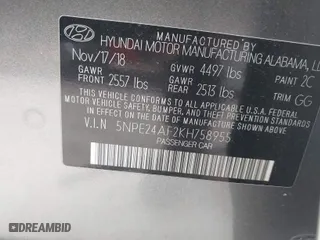 MANUFACTURED BY
HYUNDAI MOTOR MANUFACTURING ALABAMA, LL
Nov/17/18
GVWR 4497 lbs
PAINT 2C
GAWR
FRONT 2557 lbs
GAWR
REAR 2513 lbs
TRIM GG
THIS VEHICLE CONFORMS TO ALL APPLICABLE U.S. FEDERAL
MOTOR VEHICLE SAFETY, BUMPER, AND THEFT PREVENTION
STANDARDS IN EFFECT ON THE DATE OF MANUFACTURE SHOWN ABOVE.
V.I.N 5NPE24AF2KH758955
PASSENGER CAR